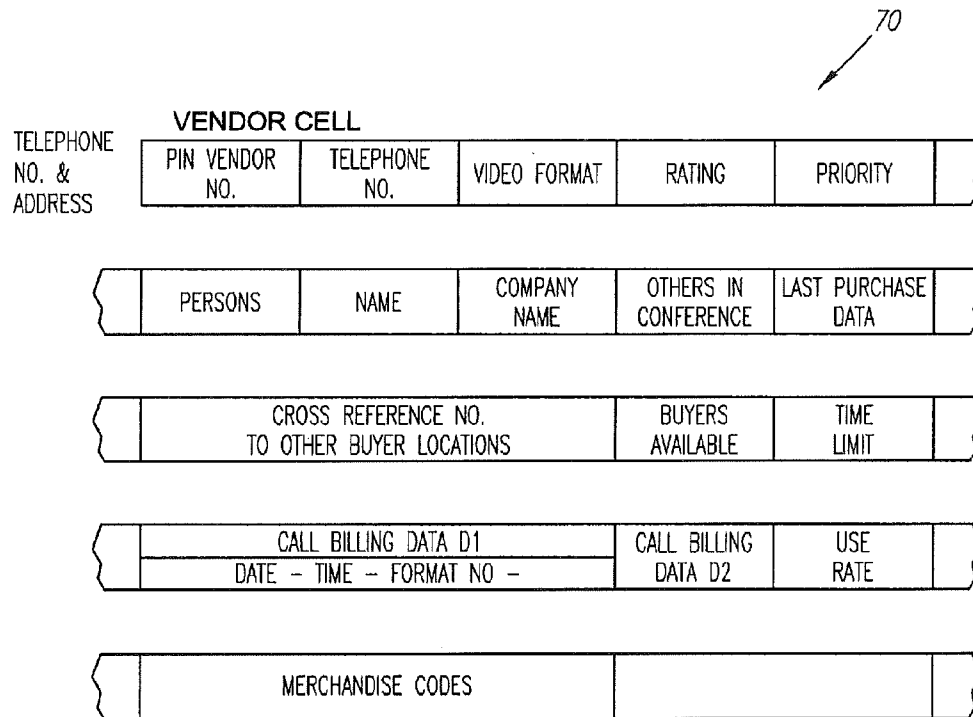 70
VENDOR CELL
TELEPHONE
NO. &
ADDRESS
PIN VENDOR
NO.
TELEPHONE
NO.
VIDEO FORMAT
RATING
PRIORITY
PERSONS
NAME
COMPANY
NAME
OTHERS IN
CONFERENCE
LAST PURCHASE
DATA
CROSS REFERENCE NO.
TO OTHER BUYER LOCATIONS
BUYERS
AVAILABLE
TIME
LIMIT
CALL BILLING DATA D1
DATE – TIME – FORMAT NO –
CALL BILLING
DATA D2
USE
RATE
MERCHANDISE CODES